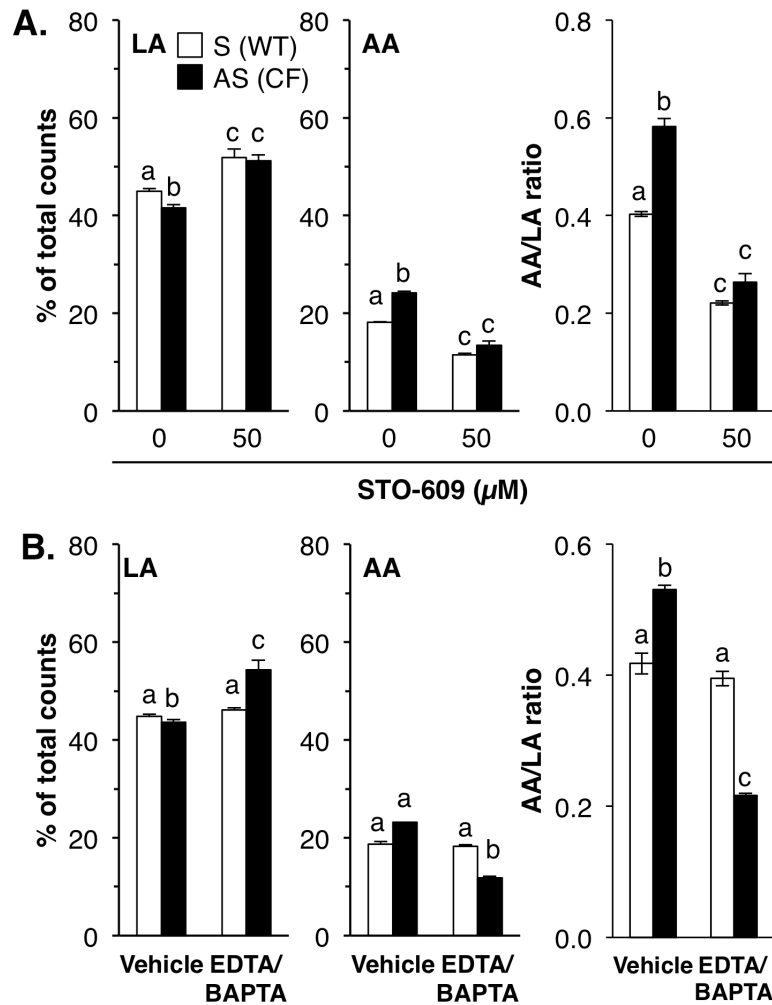 A.
LA
S (WT)
AS (CF)
AA
% of total counts
80
60
40
20
0
a
b
c
c
0
50
80
60
40
20
0
a
b
c
c
0
50
AA/LA ratio
0.8
0.6
0.4
0.2
0.0
a
b
c
c
0
50
STO-609 (µM)
B.
LA
% of total counts
80
60
40
20
0
a
b
a
c
Vehicle EDTA/
BAPTA
AA
80
60
40
20
0
a
a
a
b
Vehicle EDTA/
BAPTA
AA/LA ratio
0.6
0.4
0.2
0.0
a
b
a
c
Vehicle EDTA/
BAPTA